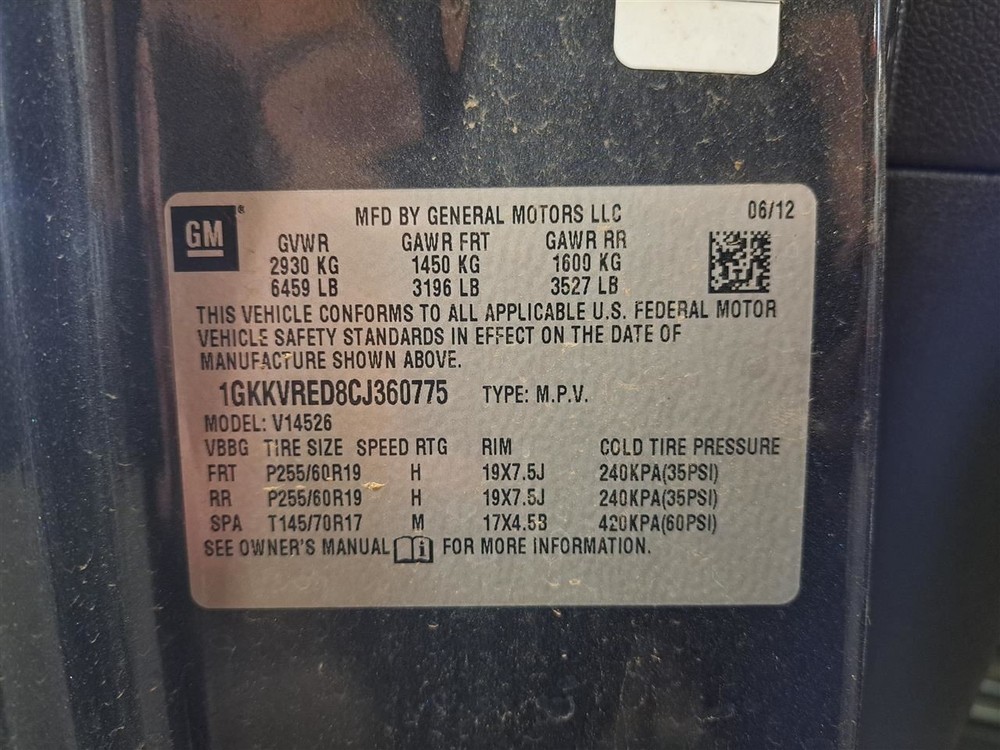 GM®
MFD BY GENERAL MOTORS LLC 06/12
GVWR GAWR FRT GAWR RR
2930 KG 1450 KG 1600 KG
6459 LB 3196 LB 3527 LB
THIS VEHICLE CONFORMS TO ALL APPLICABLE U.S. FEDERAL MOTOR
VEHICLE SAFETY STANDARDS IN EFFECT ON THE DATE OF
MANUFACTURE SHOWN ABOVE.
1GKKVRED8CJ360775 TYPE: M.P.V.
MODEL: V14526
VBBG TIRE SIZE SPEED RTG RIM COLD TIRE PRESSURE
FRT P255/60R19 H 19X7.5J 240KPA(35PSI)
RR P255/60R19 H 19X7.5J 240KPA(35PSI)
SPA T145/70R17 M 17X4.5B 420KPA(60PSI)
SEE OWNER'S MANUAL i FOR MORE INFORMATION.